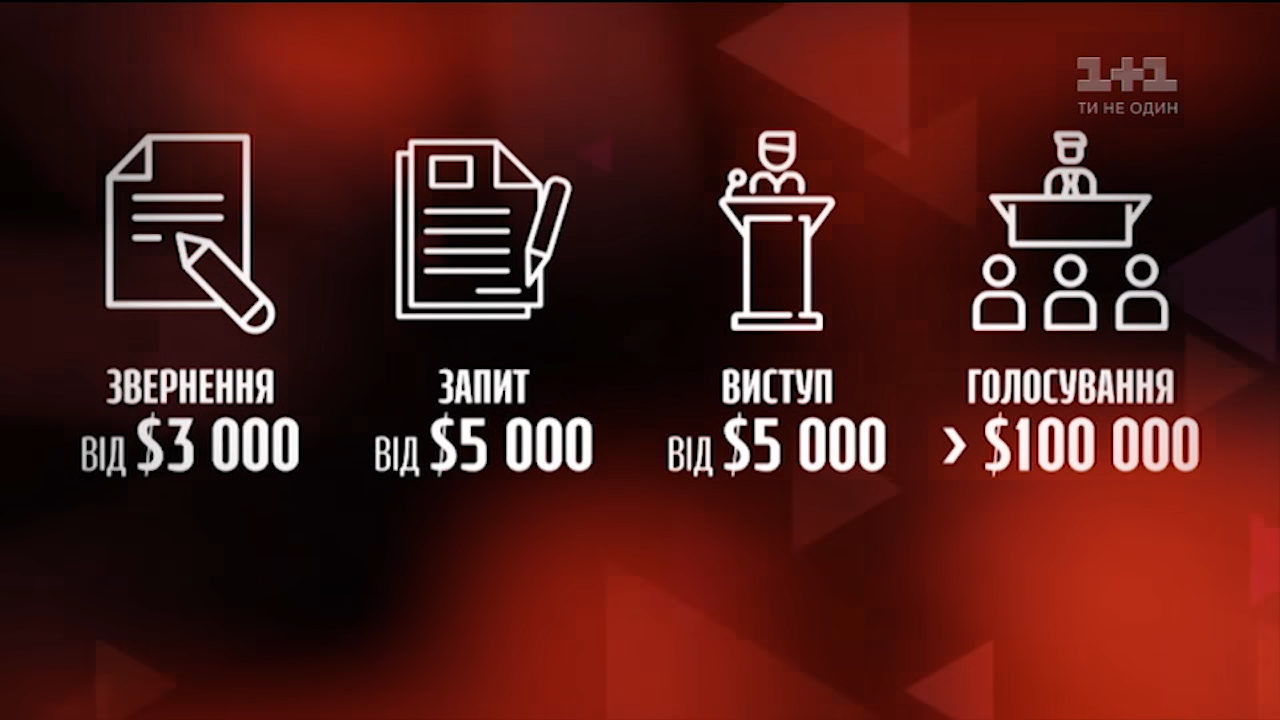 1+1
ТИ НЕ ОДИН
ЗВЕРНЕННЯ
ВІД $3 000
ЗАПИТ
ВІД $5 000
ВИСТУП
ВІД $5 000
ГОЛОСУВАННЯ
> $100 000